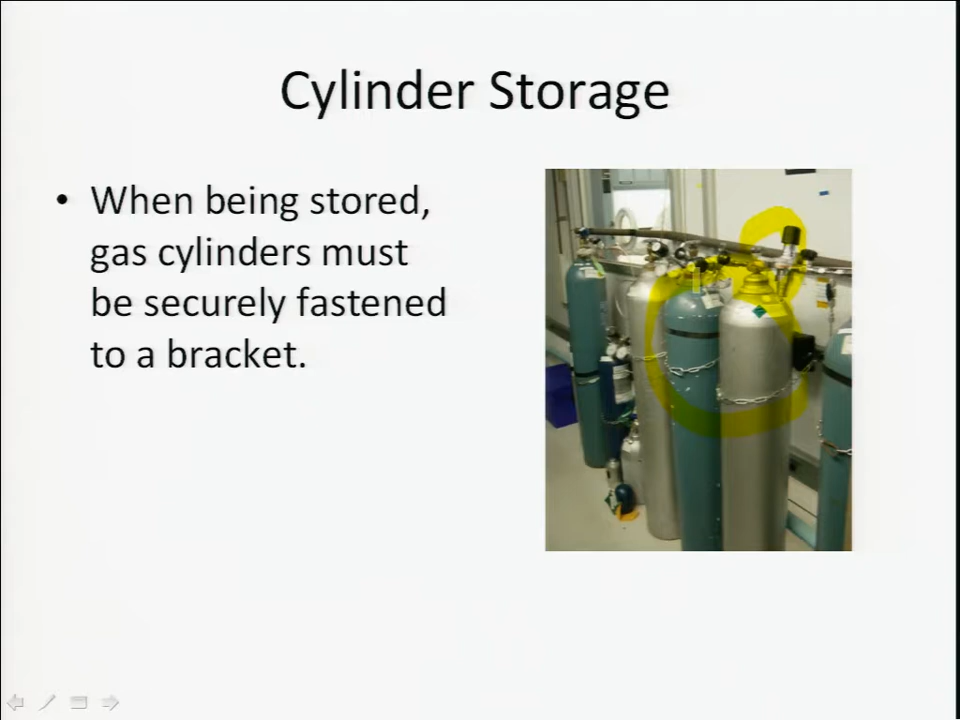 Cylinder Storage
• When being stored,
gas cylinders must
be securely fastened
to a bracket.